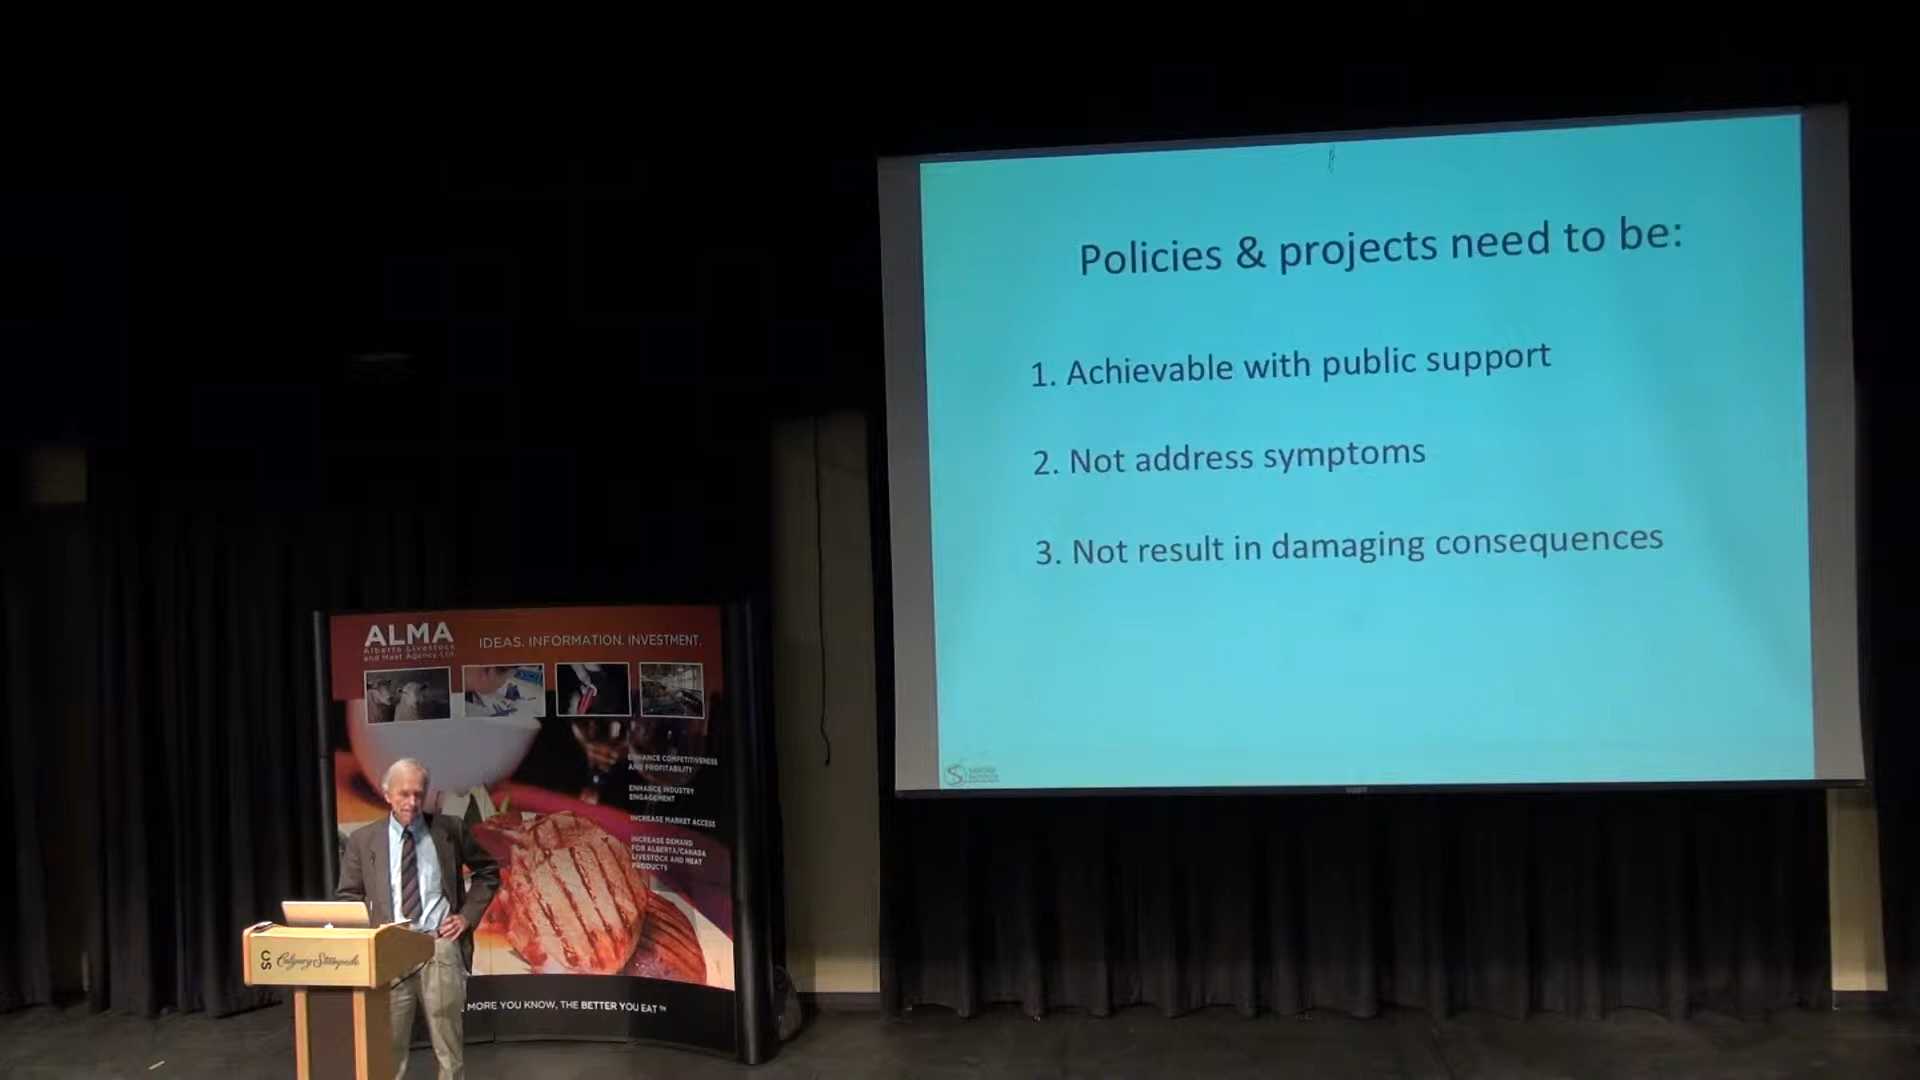 Policies & projects need to be:
1. Achievable with public support
2. Not address symptoms
3. Not result in damaging consequences
ALMA
Alberta Livestock
and Meat Agency Ltd.
IDEAS. INFORMATION. INVESTMENT.
ENHANCE COMPETITIVENESS
AND PROFITABILITY
ENHANCE INDUSTRY
ENGAGEMENT
INCREASE MARKET ACCESS
INCREASE DEMAND
FOR ALBERTA/CANADA
LIVESTOCK AND MEAT
PRODUCTS
CS Calgary Stampede
MORE YOU KNOW, THE BETTER YOU EAT™